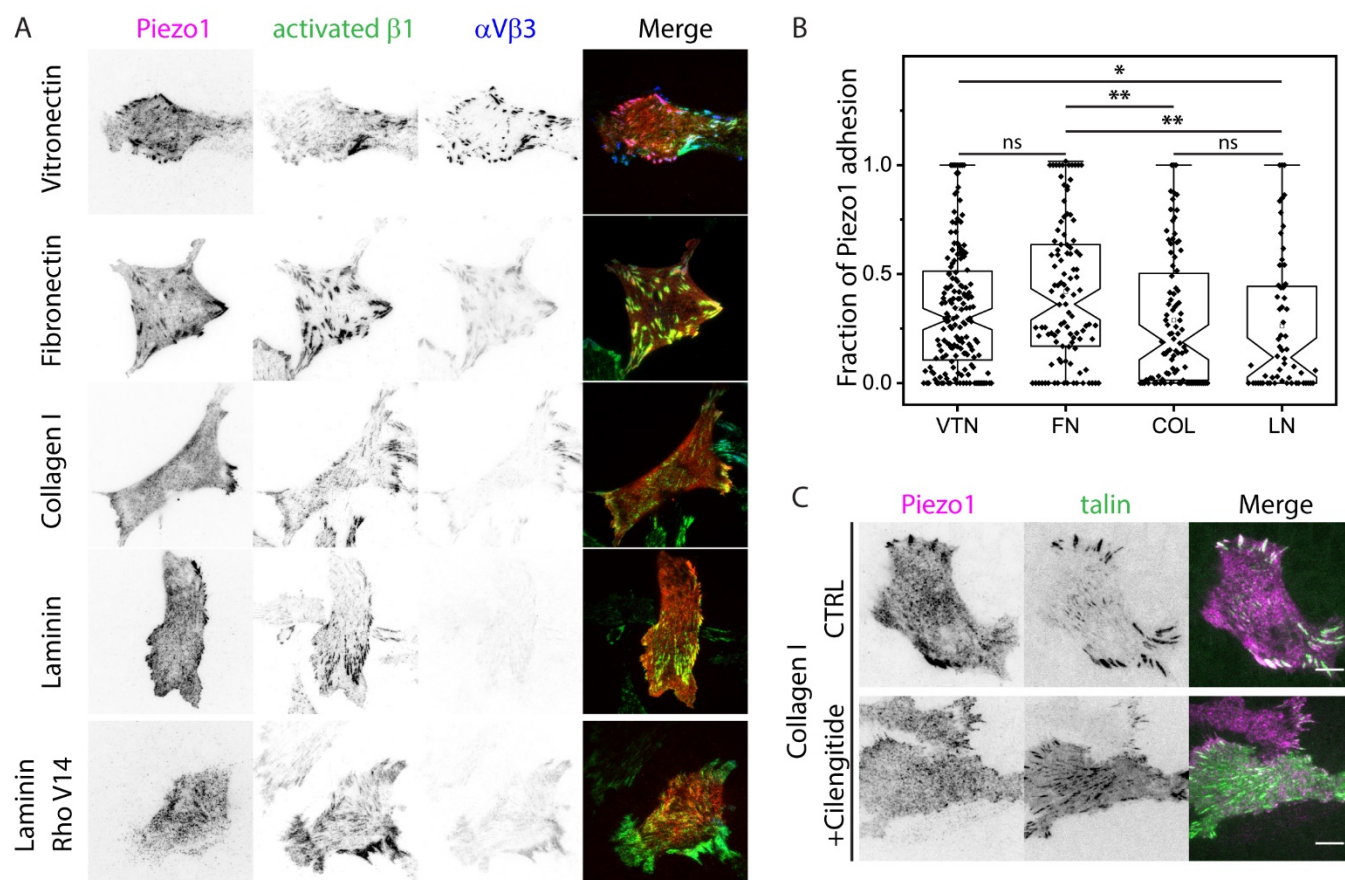 A
Piezo1 activated β1 αVβ3 Merge
Vitronectin
Fibronectin
Collagen I
Laminin
Laminin
Rho V14
B
Fraction of Piezo1 adhesion
1.0
0.5
0.0
*
**
**
ns ns
VTN FN COL LN
C
Piezo1 talin Merge
Collagen I
CTRL
+Cilengitide